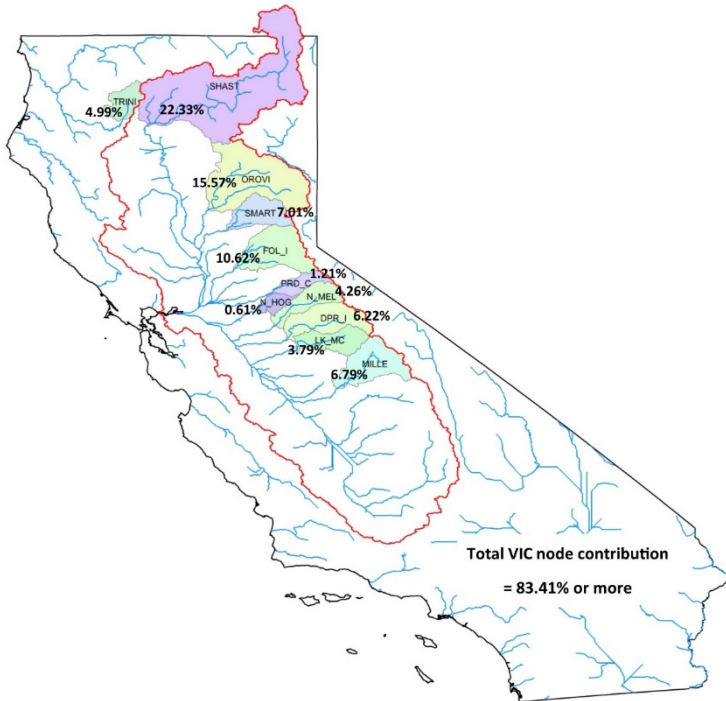 SHAST
TRINI
4.99%
22.33%
OROVI
15.57%
SMART 7.01%
FOL_I
10.62%
1.21%
PRD_C
4.26%
N_MEL
N_HOG
0.61%
DPR_I 6.22%
LK_MC
3.79%
MILLE
6.79%
Total VIC node contribution
= 83.41% or more